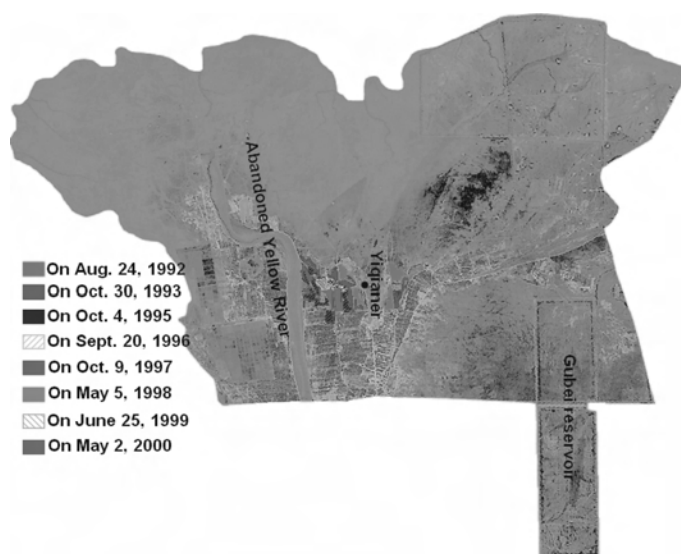 Abandoned Yellow River
Yiqianer
Gubei reservoir
On Aug. 24, 1992
On Oct. 30, 1993
On Oct. 4, 1995
On Sept. 20, 1996
On Oct. 9, 1997
On May 5, 1998
On June 25, 1999
On May 2, 2000